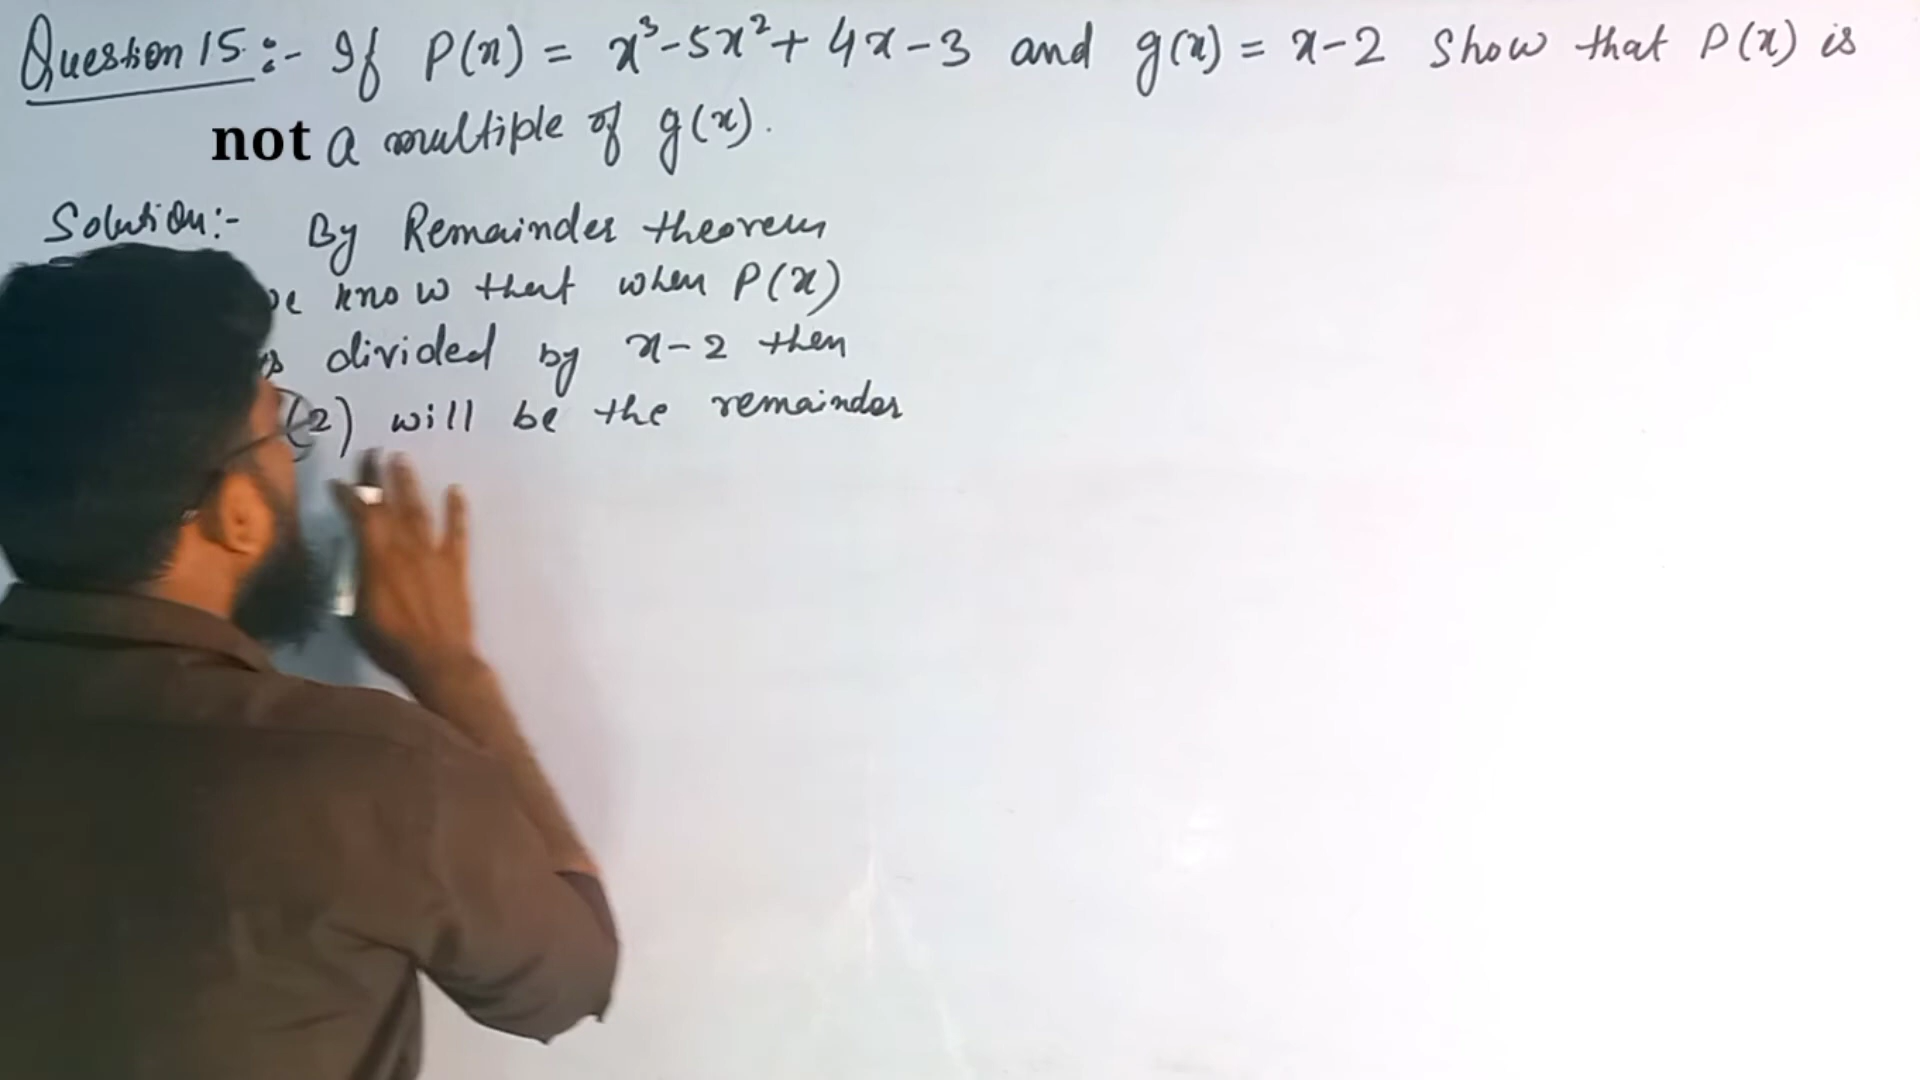 Question 15:- If P(x) = x³-5x²+ 4x-3 and g(x) = x-2 Show that P(x) is
not a multiple of g(x).
Solution:- By Remainder theorem
know that when P(x)
divided by x-2 then
(2) will be the remainder